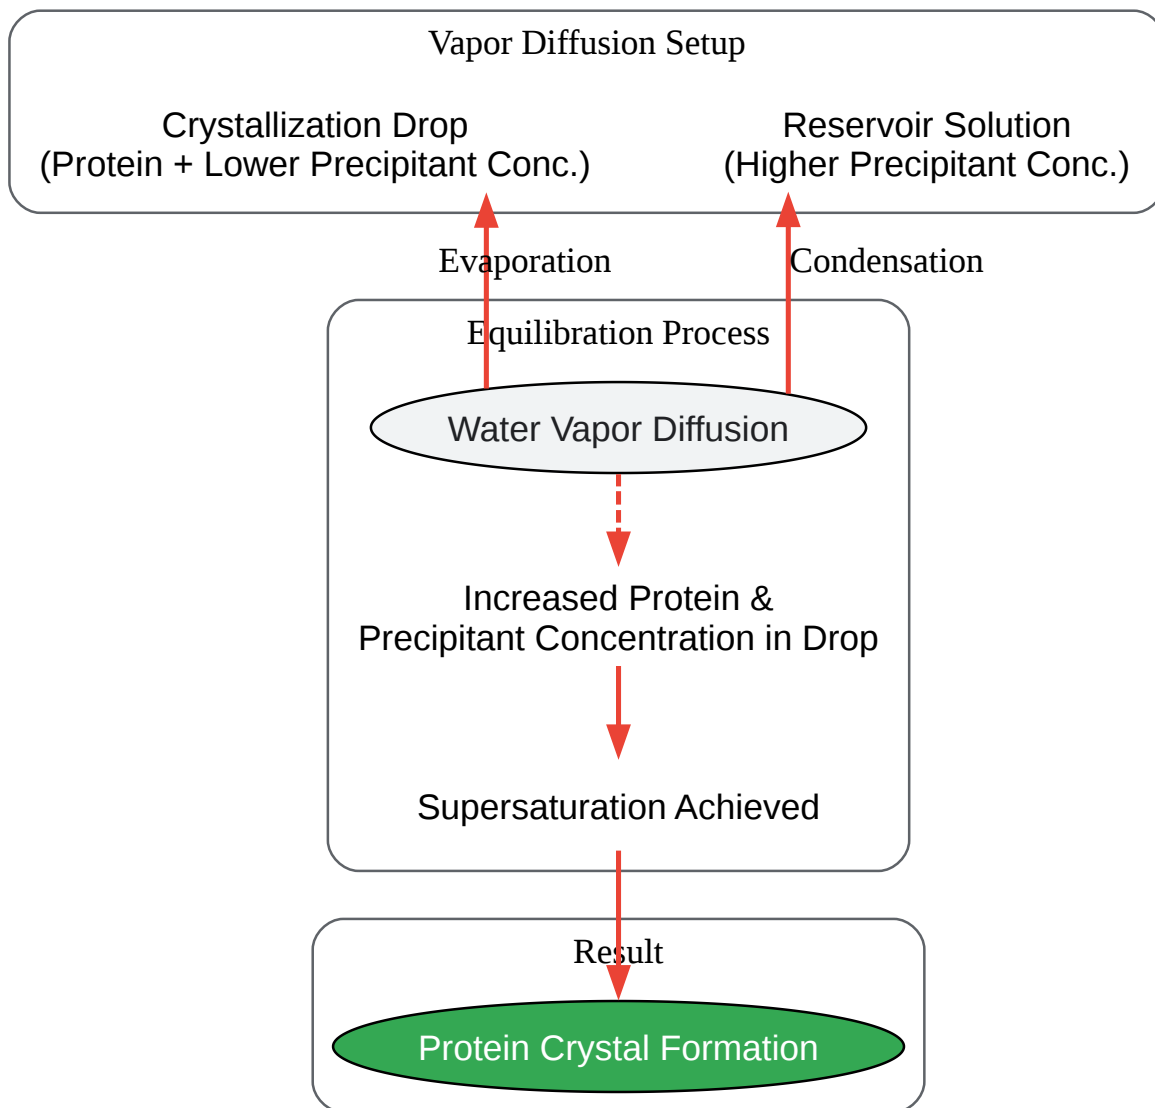 Vapor Diffusion Setup
Crystallization Drop
(Protein + Lower Precipitant Conc.)
Reservoir Solution
(Higher Precipitant Conc.)
Evaporation
Condensation
Equilibration Process
Water Vapor Diffusion
Increased Protein &
Precipitant Concentration in Drop
Supersaturation Achieved
Result
Protein Crystal Formation